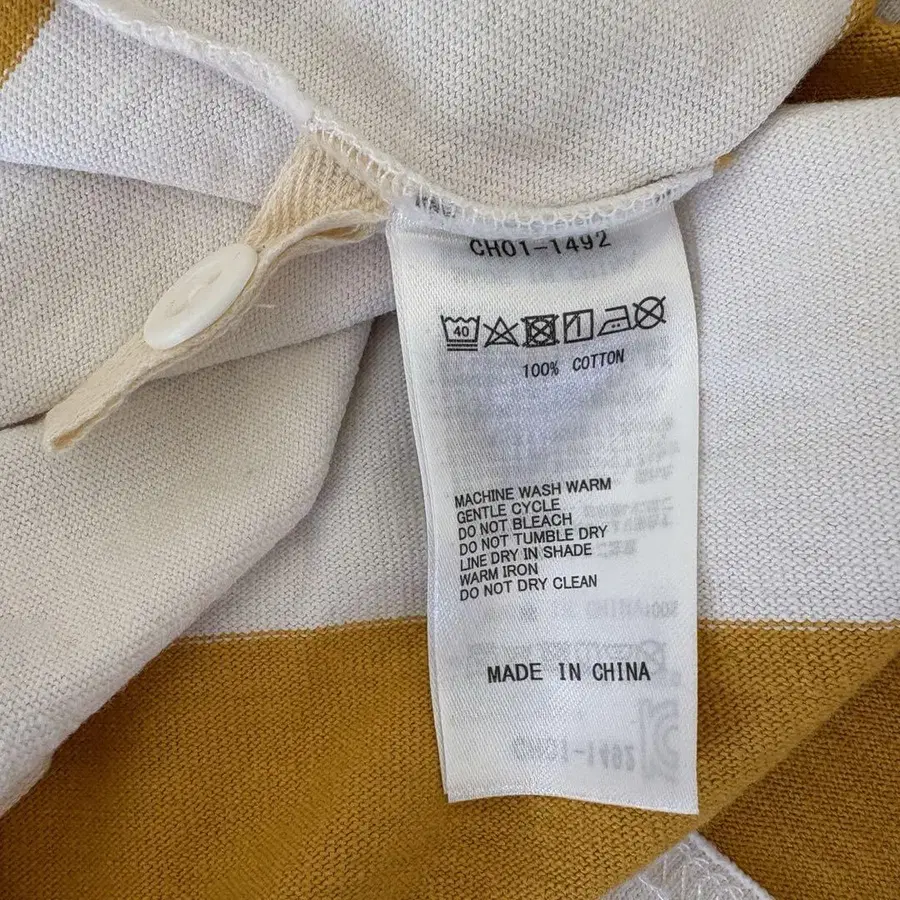 CH01-1492
40
100% COTTON
MACHINE WASH WARM
GENTLE CYCLE
DO NOT BLEACH
DO NOT TUMBLE DRY
LINE DRY IN SHADE
WARM IRON
DO NOT DRY CLEAN
MADE IN CHINA